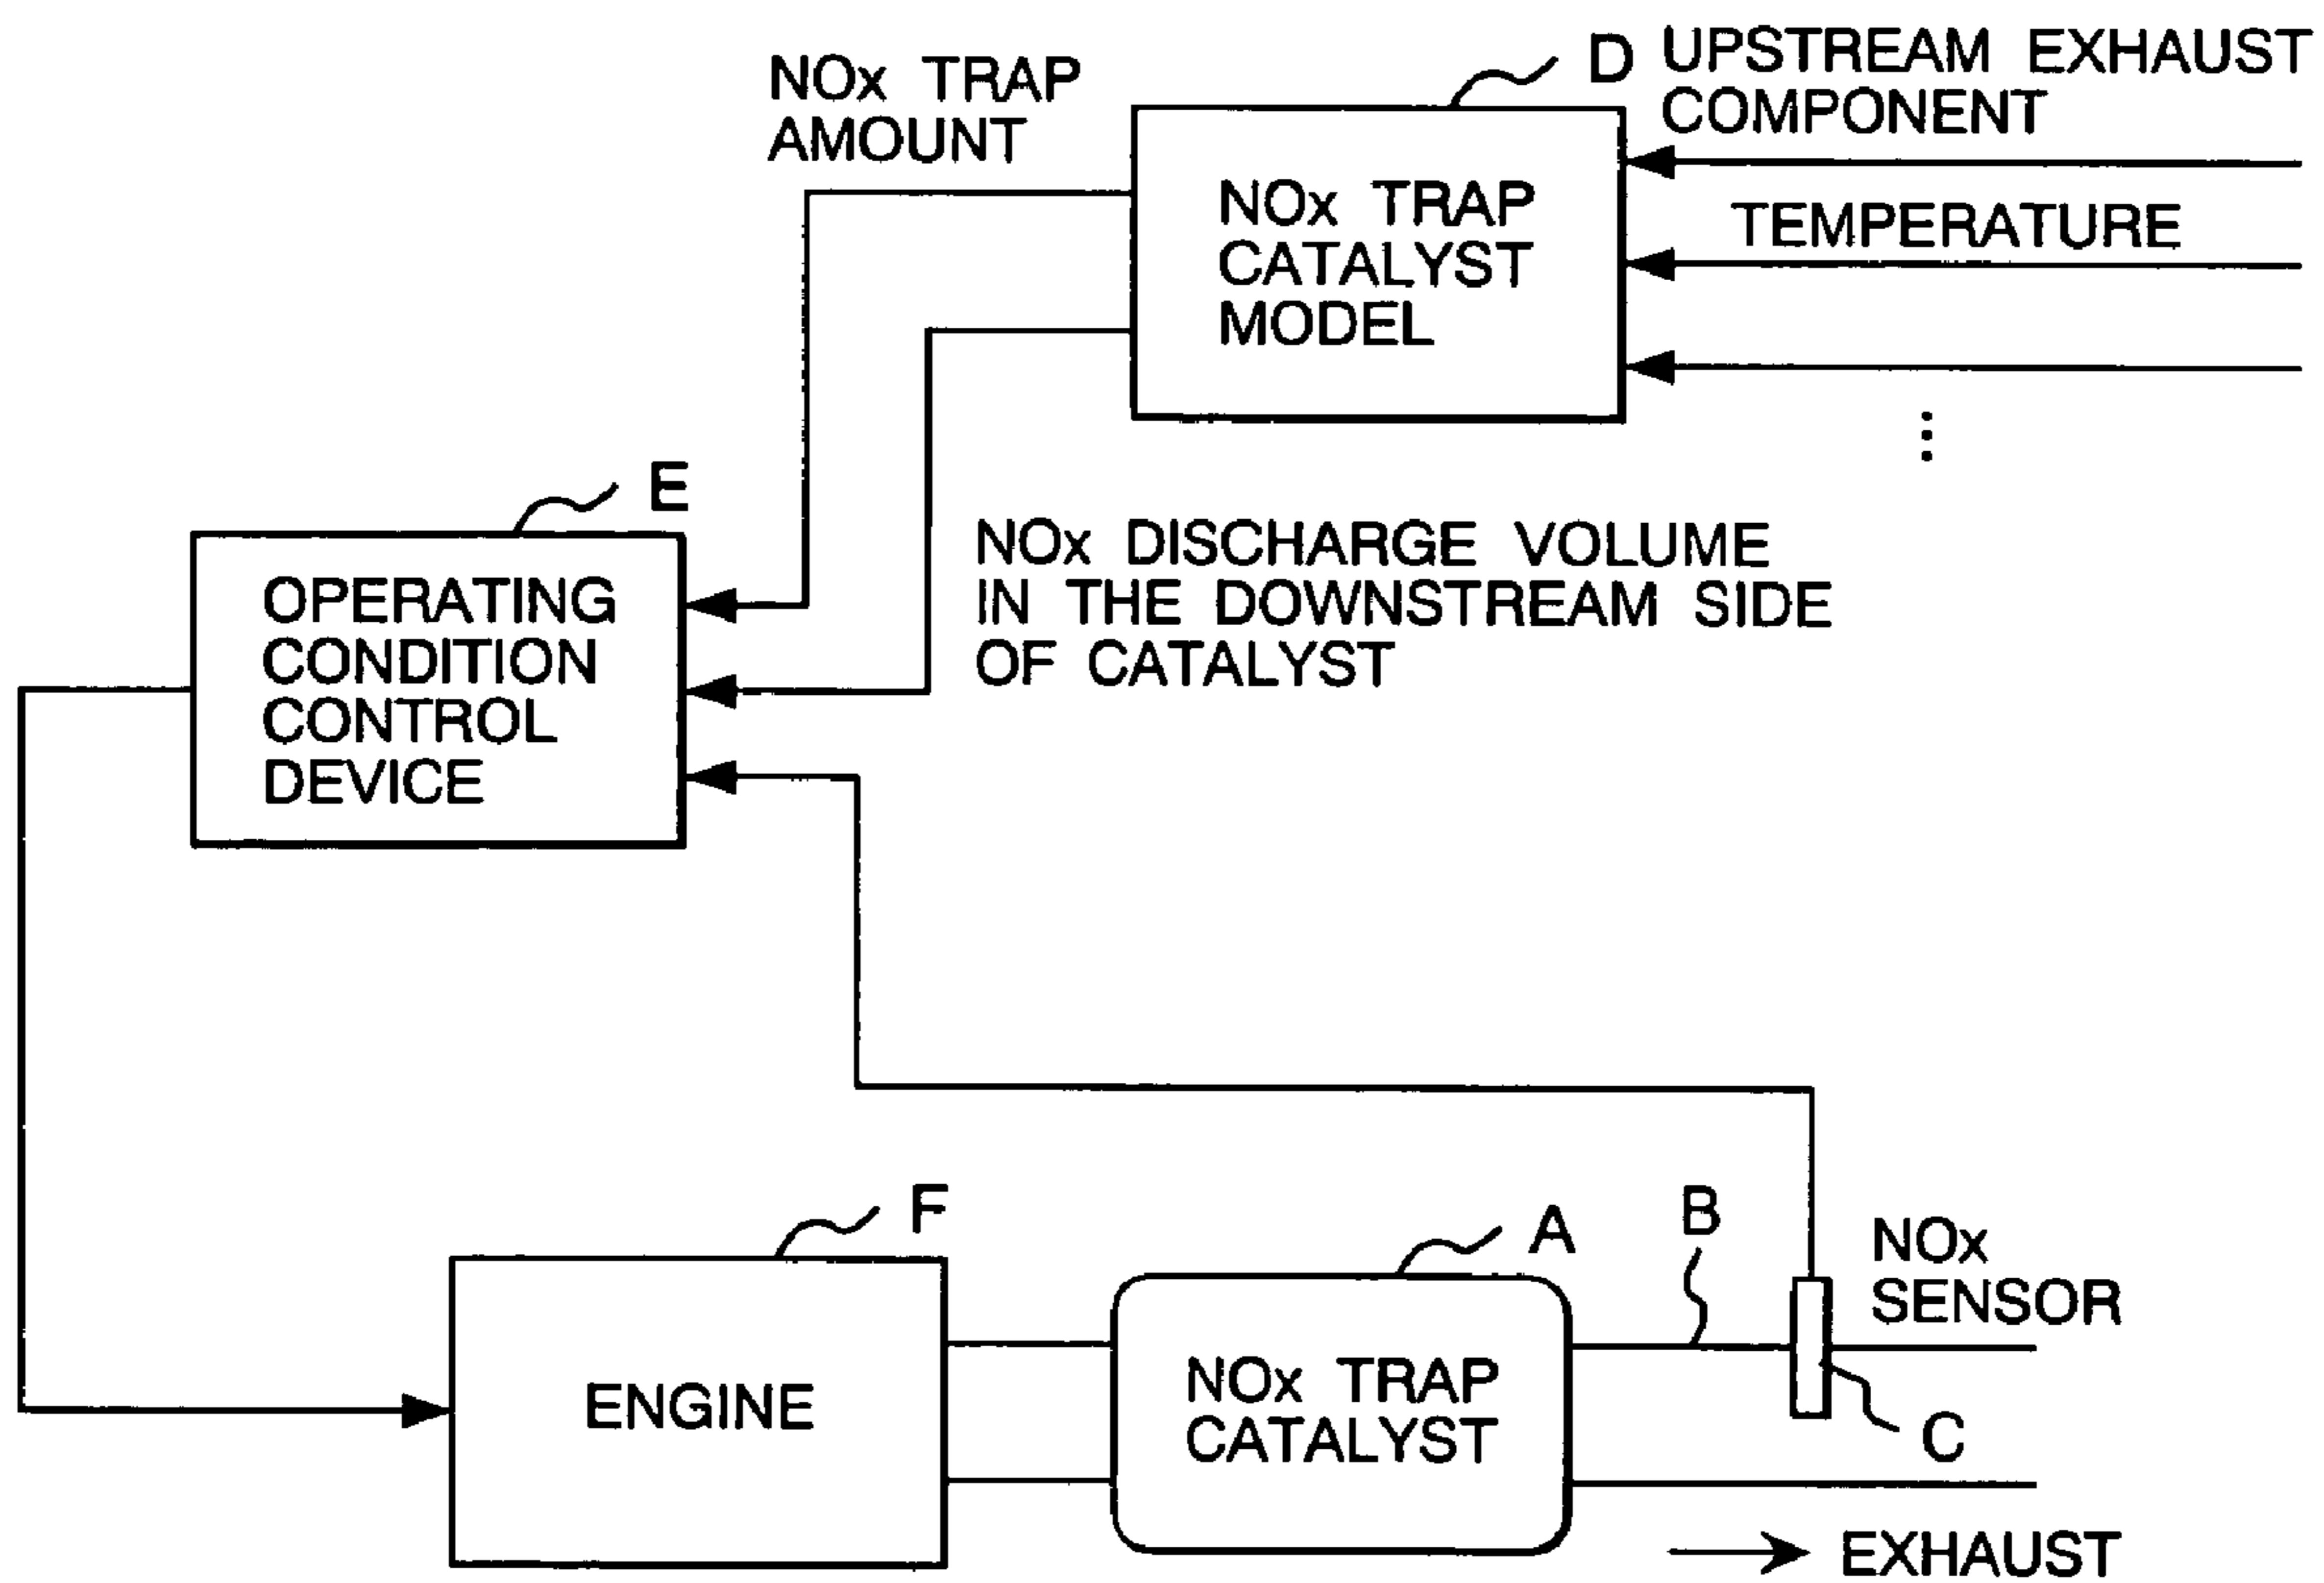 NOx TRAP
AMOUNT
D
UPSTREAM EXHAUST
COMPONENT
NOx TRAP
CATALYST
MODEL
TEMPERATURE
E
OPERATING
CONDITION
CONTROL
DEVICE
NOx DISCHARGE VOLUME
IN THE DOWNSTREAM SIDE
OF CATALYST
F
ENGINE
A
NOx TRAP
CATALYST
B
NOx
SENSOR
C
EXHAUST